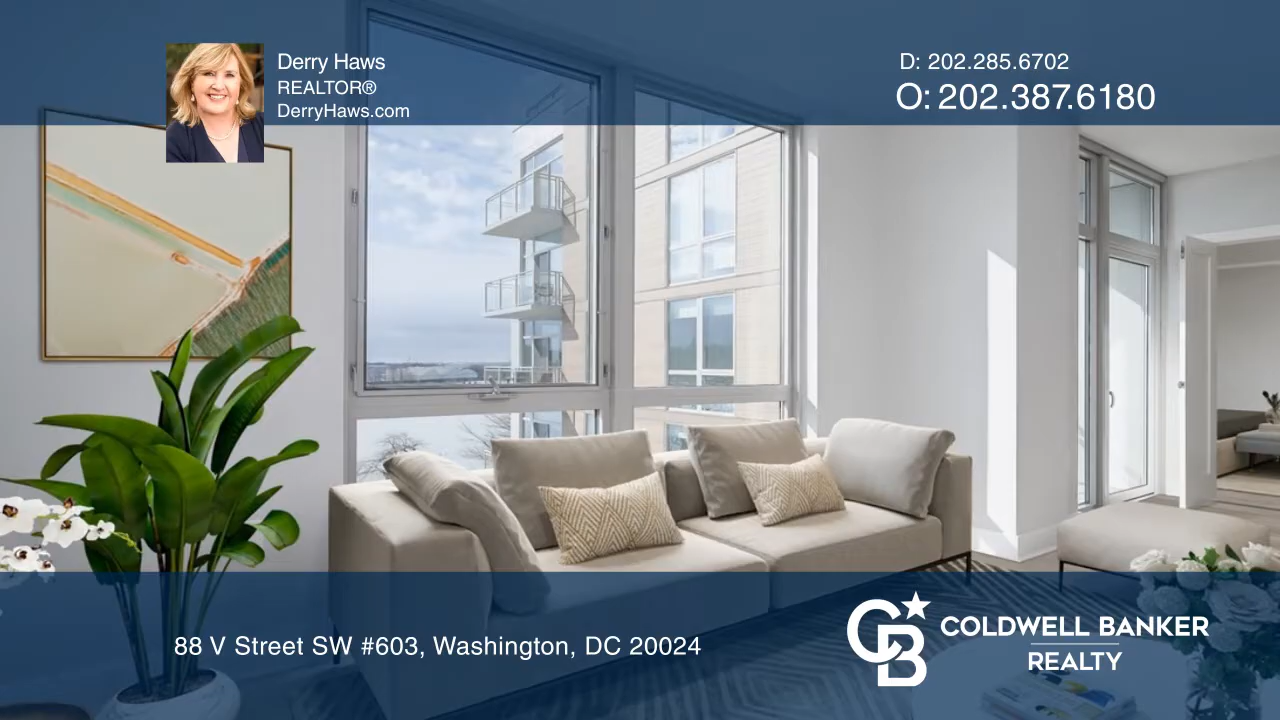 Derry Haws
REALTOR®
DerryHaws.com
D: 202.285.6702
O: 202.387.6180
88 V Street SW #603, Washington, DC 20024
CB
COLDWELL BANKER
REALTY